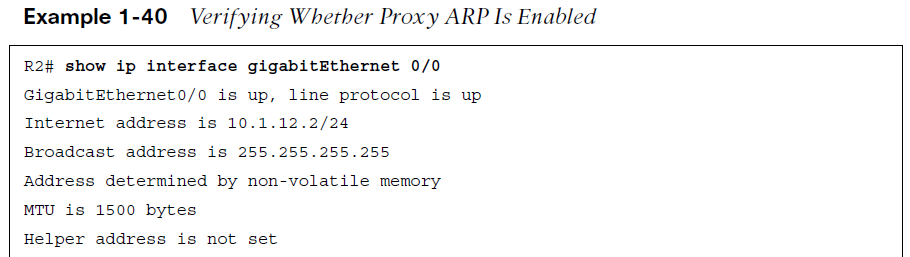 Example 1-40 Verifying Whether Proxy ARP Is Enabled
R2# show ip interface gigabitEthernet 0/0
GigabitEthernet0/0 is up, line protocol is up
Internet address is 10.1.12.2/24
Broadcast address is 255.255.255.255
Address determined by non-volatile memory
MTU is 1500 bytes
Helper address is not set